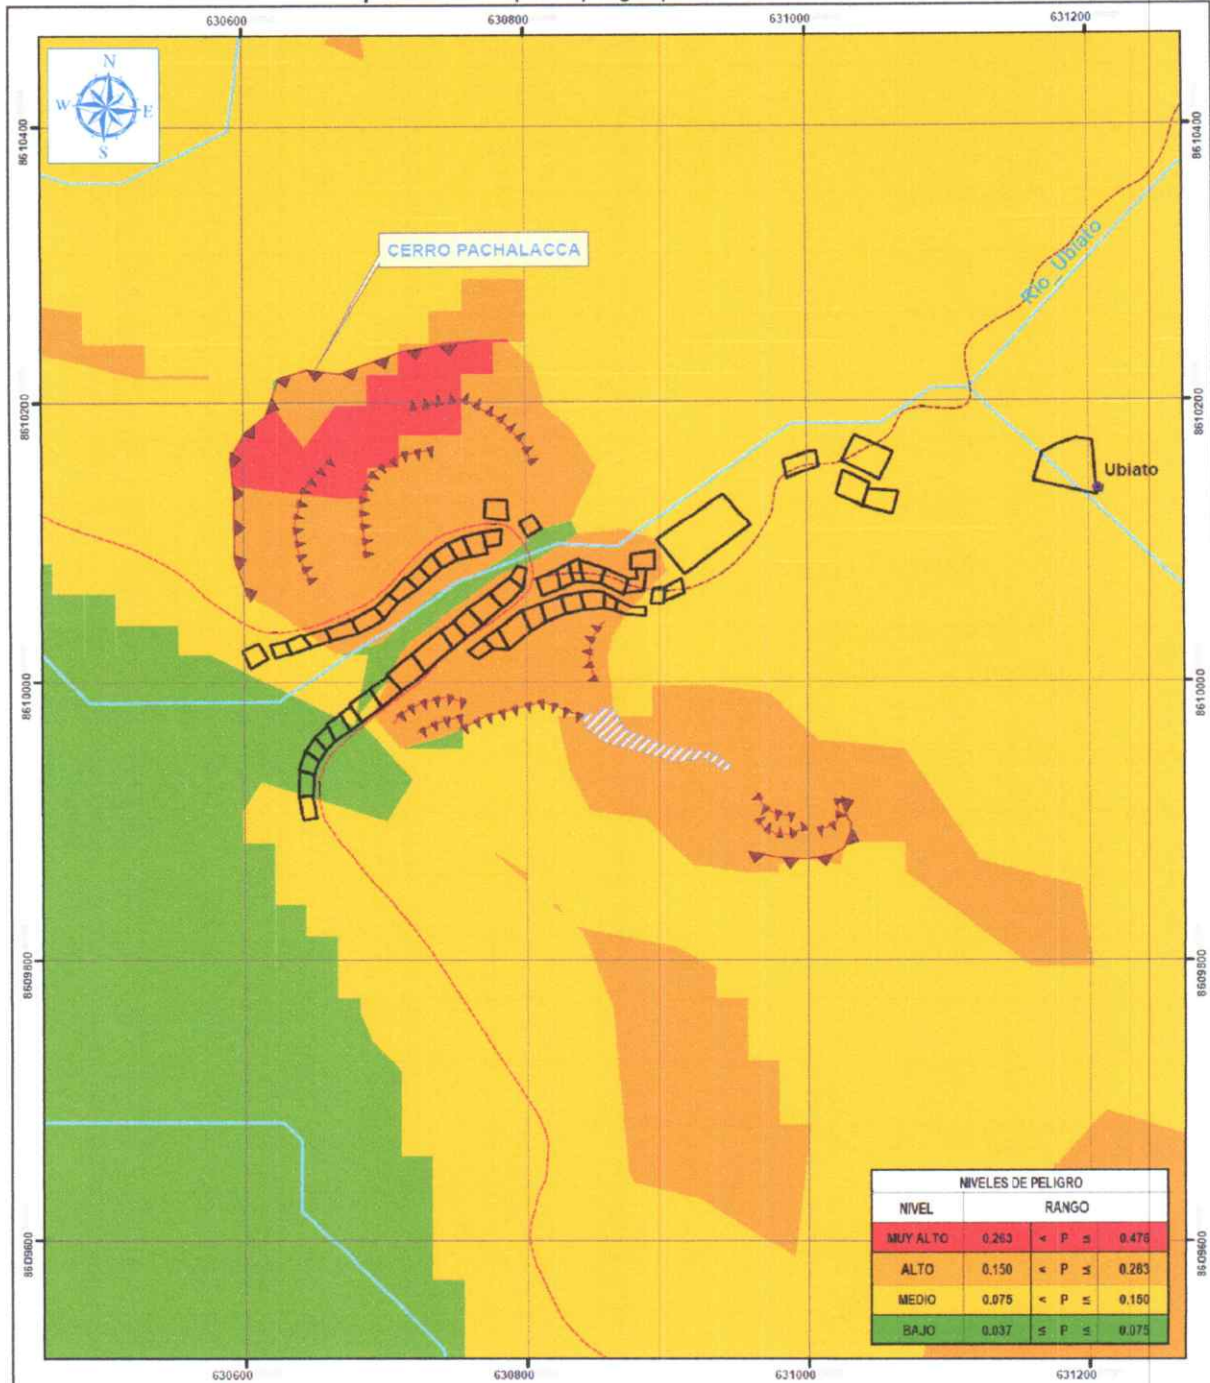 630600
630800
631000
631200
N
W
E
S
8610400
8610400
CERRO PACHALACCA
Rio_Ubiato
8610200
8610200
Ubiato
8610000
8610000
8609800
8609800
NIVELES DE PELIGRO
NIVEL RANGO
MUY ALTO 0.263 < P ≤ 0.476
ALTO 0.150 < P ≤ 0.263
MEDIO 0.075 < P ≤ 0.150
BAJO 0.037 ≤ P ≤ 0.075
8609600
8609600
630600
630800
631000
631200